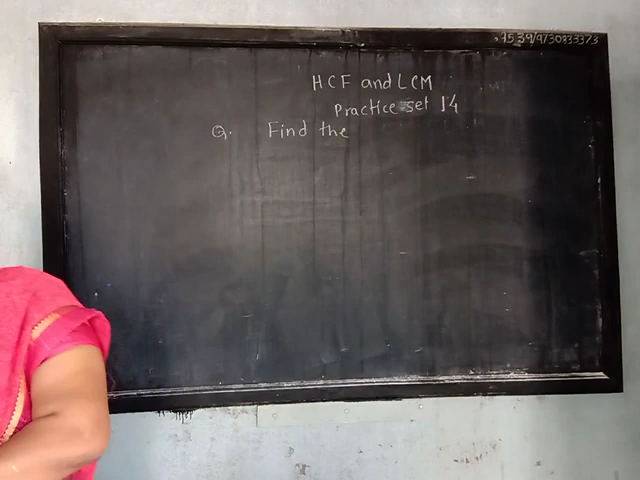 HCF and LCM
Practice set 14
Q. Find the